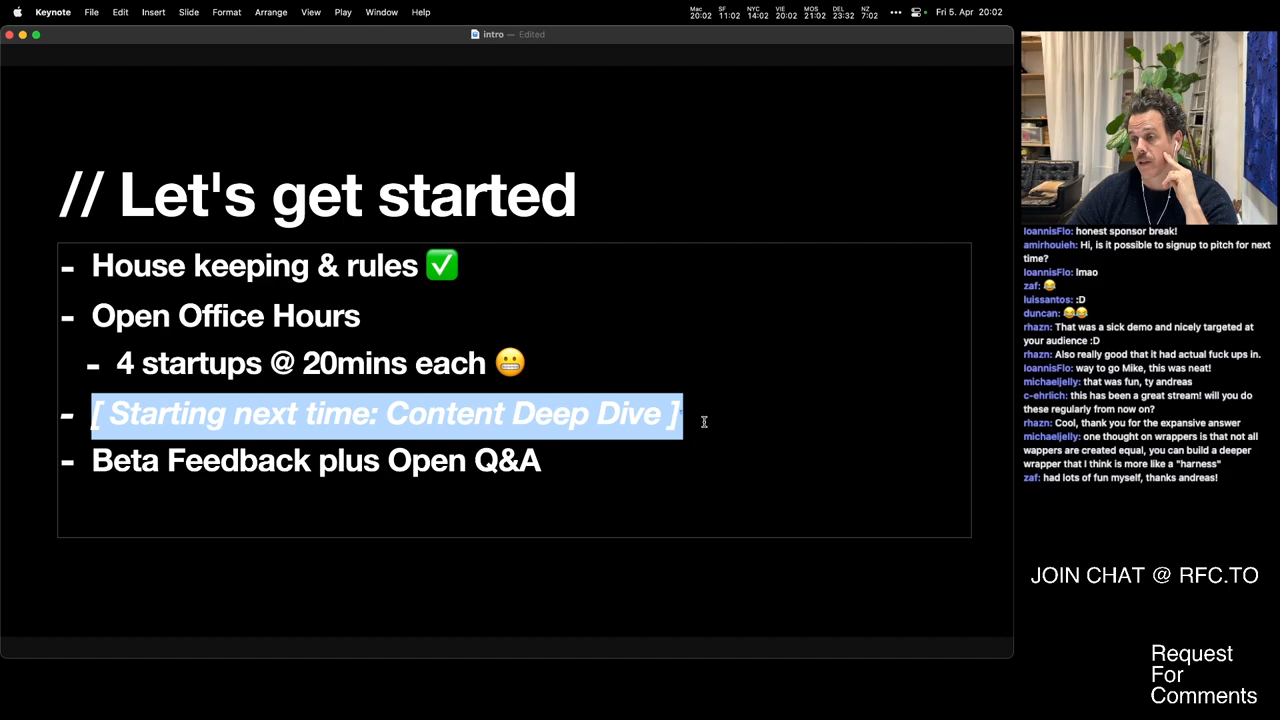 Keynote File Edit Insert Slide Format Arrange View Play Window Help
Mac SF NYC VIE MOS DEL NZ
20:02 11:02 14:02 20:02 21:02 23:32 7:02
Fri 5. Apr 20:02
intro — Edited
// Let's get started
- House keeping & rules ✅
- Open Office Hours
- 4 startups @ 20mins each 😬
- [ Starting next time: Content Deep Dive ]
- Beta Feedback plus Open Q&A
IoannisFlo: honest sponsor break!
amirhouieh: Hi, is it possible to signup to pitch for next
time?
IoannisFlo: lmao
zaf: 😂
luissantos: :D
duncan: 😂😂
rhazn: That was a sick demo and nicely targeted at
your audience :D
rhazn: Also really good that it had actual fuck ups in.
IoannisFlo: way to go Mike, this was neat!
michaeljelly: that was fun, ty andreas
c-ehrlich: this has been a great stream! will you do
these regularly from now on?
rhazn: Cool, thank you for the expansive answer
michaeljelly: one thought on wrappers is that not all
wappers are created equal, you can build a deeper
wrapper that I think is more like a "harness"
zaf: had lots of fun myself, thanks andreas!
JOIN CHAT @ RFC.TO
Request
For
Comments